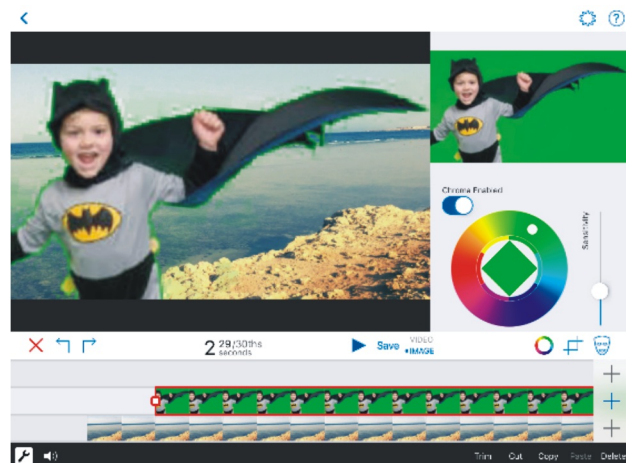 ?
Chroma Enabled
Sensitivity
2 29/30ths
seconds
Save
VIDEO
•IMAGE
Trim Cut Copy Paste Delete